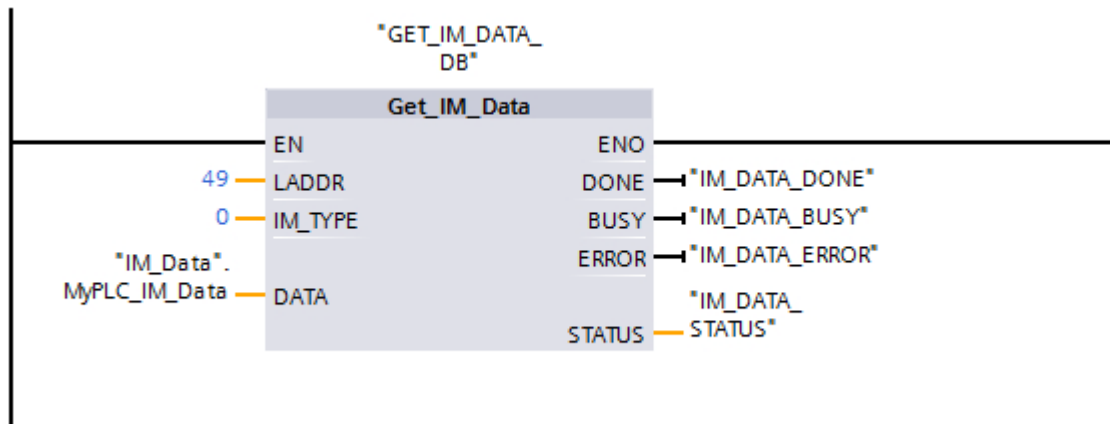 "GET_IM_DATA_
DB"
Get_IM_Data
EN ENO
49 LADDR DONE "IM_DATA_DONE"
0 IM_TYPE BUSY "IM_DATA_BUSY"
ERROR "IM_DATA_ERROR"
"IM_Data".
MyPLC_IM_Data DATA
"IM_DATA_
STATUS STATUS"